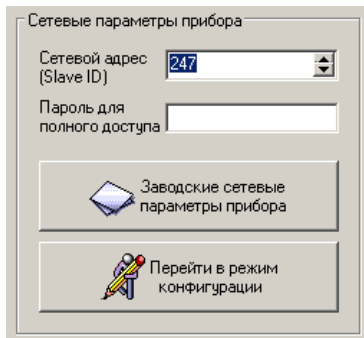 Сетевые параметры прибора
Сетевой адрес
(Slave ID)
247
Пароль для
полного доступа
Заводские сетевые
параметры прибора
Перейти в режим
конфигурации